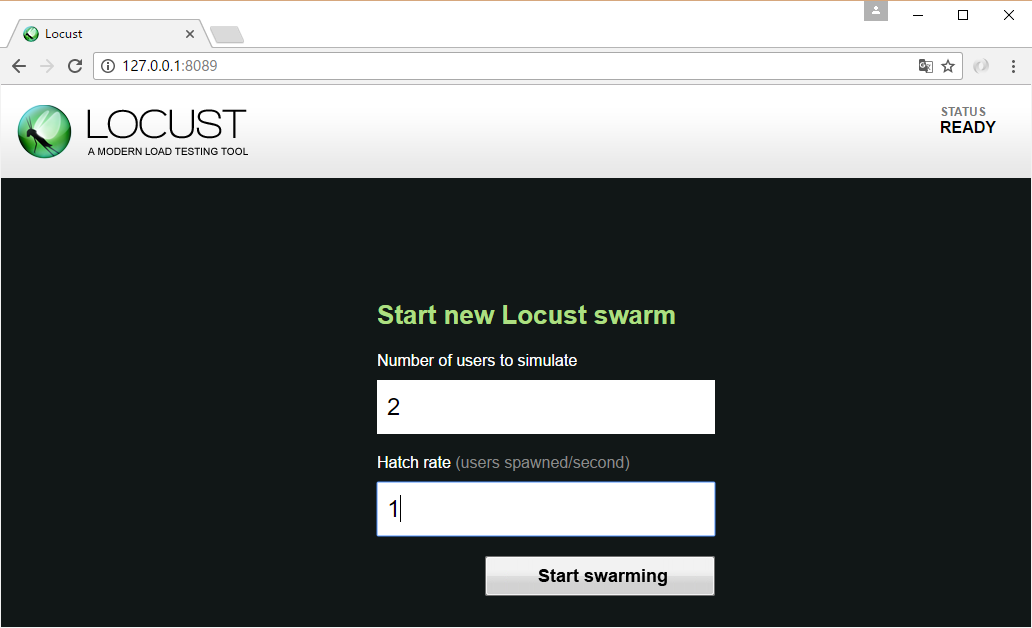 Locust
127.0.0.1:8089
LOCUST
A MODERN LOAD TESTING TOOL
STATUS
READY
Start new Locust swarm
Number of users to simulate
2
Hatch rate (users spawned/second)
1
Start swarming